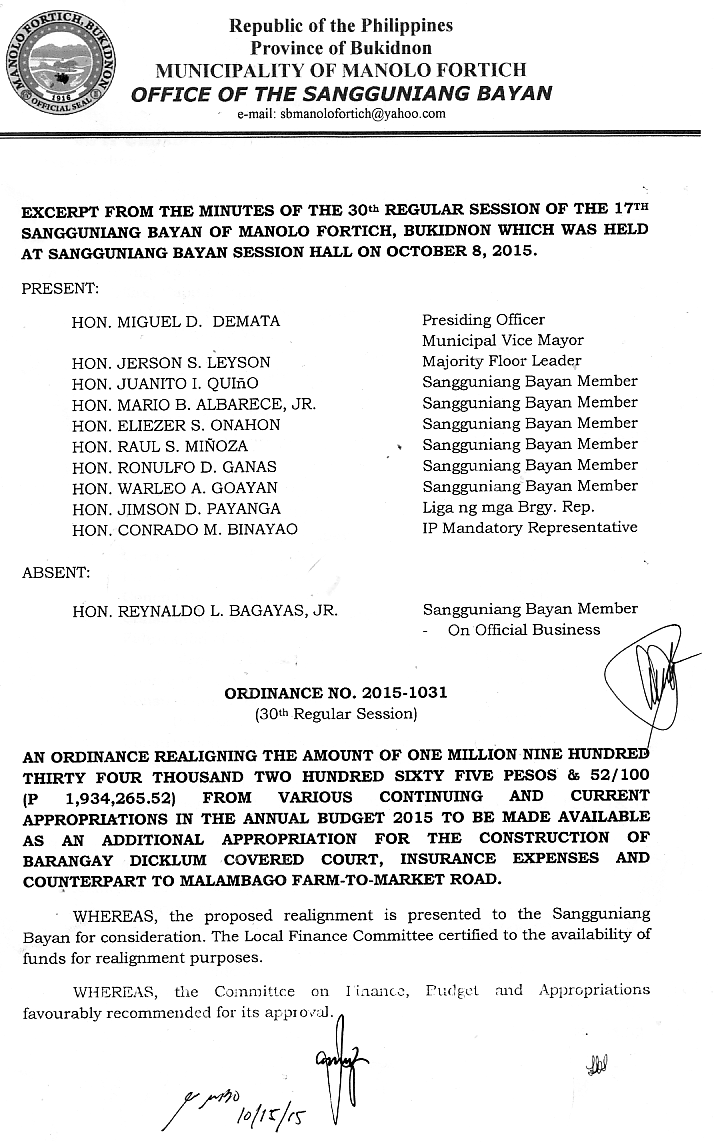 MANOLO FORTICH, BUKIDNON
1916
OFFICIAL SEAL
Republic of the Philippines
Province of Bukidnon
MUNICIPALITY OF MANOLO FORTICH
OFFICE OF THE SANGGUNIANG BAYAN
e-mail: sbmanolofortich@yahoo.com
EXCERPT FROM THE MINUTES OF THE 30th REGULAR SESSION OF THE 17TH
SANGGUNIANG BAYAN OF MANOLO FORTICH, BUKIDNON WHICH WAS HELD
AT SANGGUNIANG BAYAN SESSION HALL ON OCTOBER 8, 2015.
PRESENT:
HON. MIGUEL D. DEMATA Presiding Officer
Municipal Vice Mayor
HON. JERSON S. LEYSON Majority Floor Leader
HON. JUANITO I. QUIñO Sangguniang Bayan Member
HON. MARIO B. ALBARECE, JR. Sangguniang Bayan Member
HON. ELIEZER S. ONAHON Sangguniang Bayan Member
HON. RAUL S. MIÑOZA Sangguniang Bayan Member
HON. RONULFO D. GANAS Sangguniang Bayan Member
HON. WARLEO A. GOAYAN Sangguniang Bayan Member
HON. JIMSON D. PAYANGA Liga ng mga Brgy. Rep.
HON. CONRADO M. BINAYAO IP Mandatory Representative
ABSENT:
HON. REYNALDO L. BAGAYAS, JR. Sangguniang Bayan Member
- On Official Business
ORDINANCE NO. 2015-1031
(30th Regular Session)
AN ORDINANCE REALIGNING THE AMOUNT OF ONE MILLION NINE HUNDRED
THIRTY FOUR THOUSAND TWO HUNDRED SIXTY FIVE PESOS & 52/100
(P 1,934,265.52) FROM VARIOUS CONTINUING AND CURRENT
APPROPRIATIONS IN THE ANNUAL BUDGET 2015 TO BE MADE AVAILABLE
AS AN ADDITIONAL APPROPRIATION FOR THE CONSTRUCTION OF
BARANGAY DICKLUM COVERED COURT, INSURANCE EXPENSES AND
COUNTERPART TO MALAMBAGO FARM-TO-MARKET ROAD.
WHEREAS, the proposed realignment is presented to the Sangguniang
Bayan for consideration. The Local Finance Committee certified to the availability of
funds for realignment purposes.
WHEREAS, the Committee on Finance, Budget and Appropriations
favourably recommended for its approval.
10/15/15